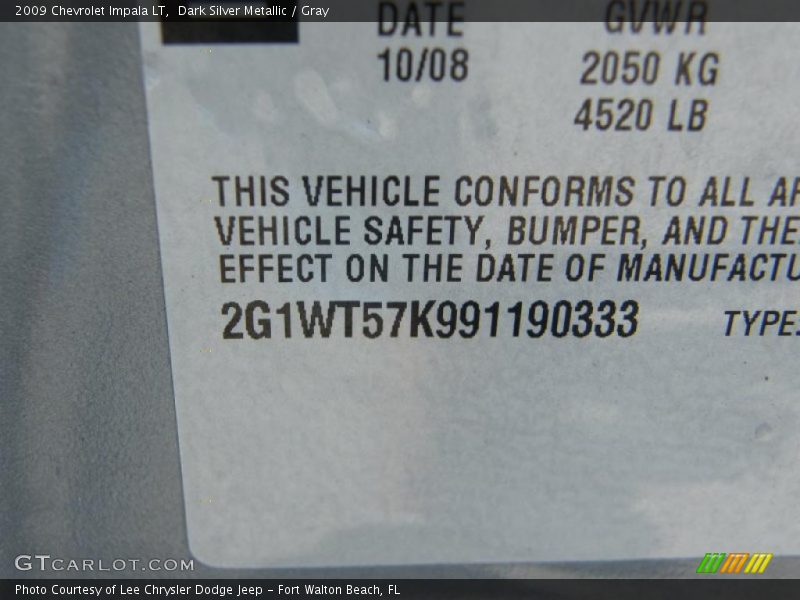 2009 Chevrolet Impala LT, Dark Silver Metallic / Gray
DATE GVWR
10/08 2050 KG
4520 LB
THIS VEHICLE CONFORMS TO ALL AP
VEHICLE SAFETY, BUMPER, AND THE
EFFECT ON THE DATE OF MANUFACTU
2G1WT57K991190333 TYPE:
GTCARLOT.COM
Photo Courtesy of Lee Chrysler Dodge Jeep - Fort Walton Beach, FL